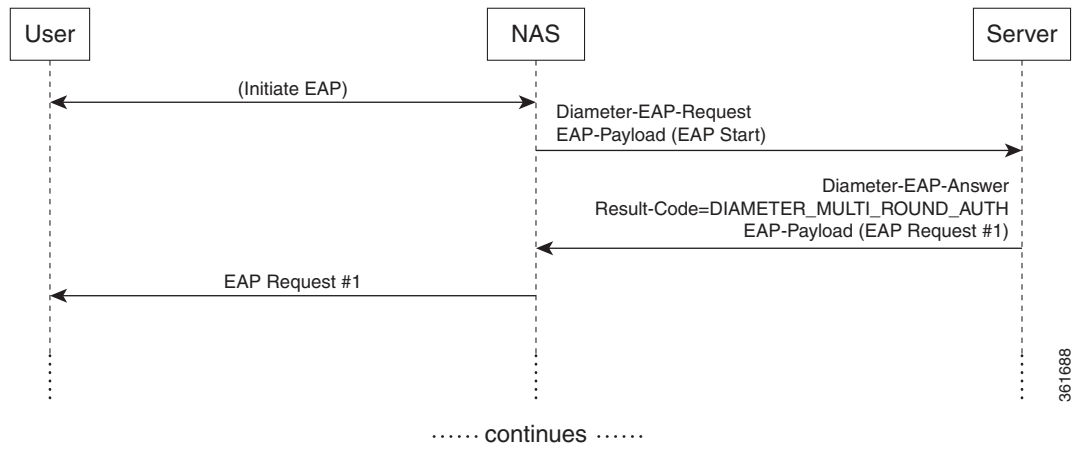 User
NAS
Server
(Initiate EAP)
Diameter-EAP-Request
EAP-Payload (EAP Start)
Diameter-EAP-Answer
Result-Code=DIAMETER_MULTI_ROUND_AUTH
EAP-Payload (EAP Request #1)
EAP Request #1
361688
...... continues ......